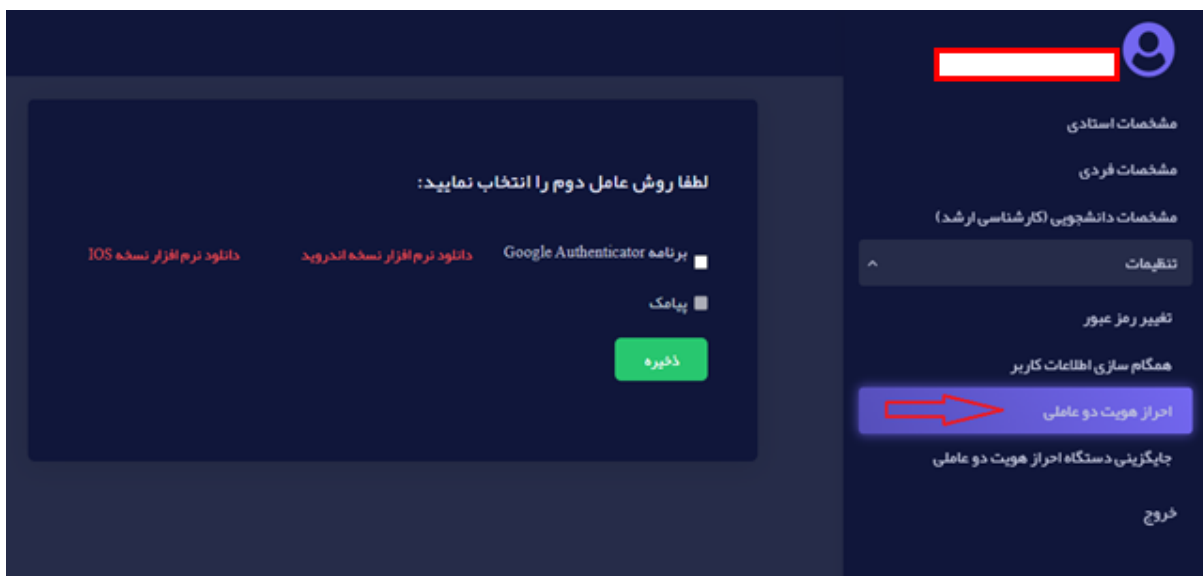 مشخصات استادی
مشخصات فردی
مشخصات دانشجویی (کارشناسی ارشد)
تنظیمات
تغییر رمز عبور
همگام سازی اطلاعات کاربر
احراز هویت دو عاملی
جایگزینی دستگاه احراز هویت دو عاملی
خروج
لطفا روش عامل دوم را انتخاب نمایید:
برنامه Google Authenticator دانلود نرم افزار نسخه اندروید دانلود نرم افزار نسخه IOS
پیامک
ذخیره